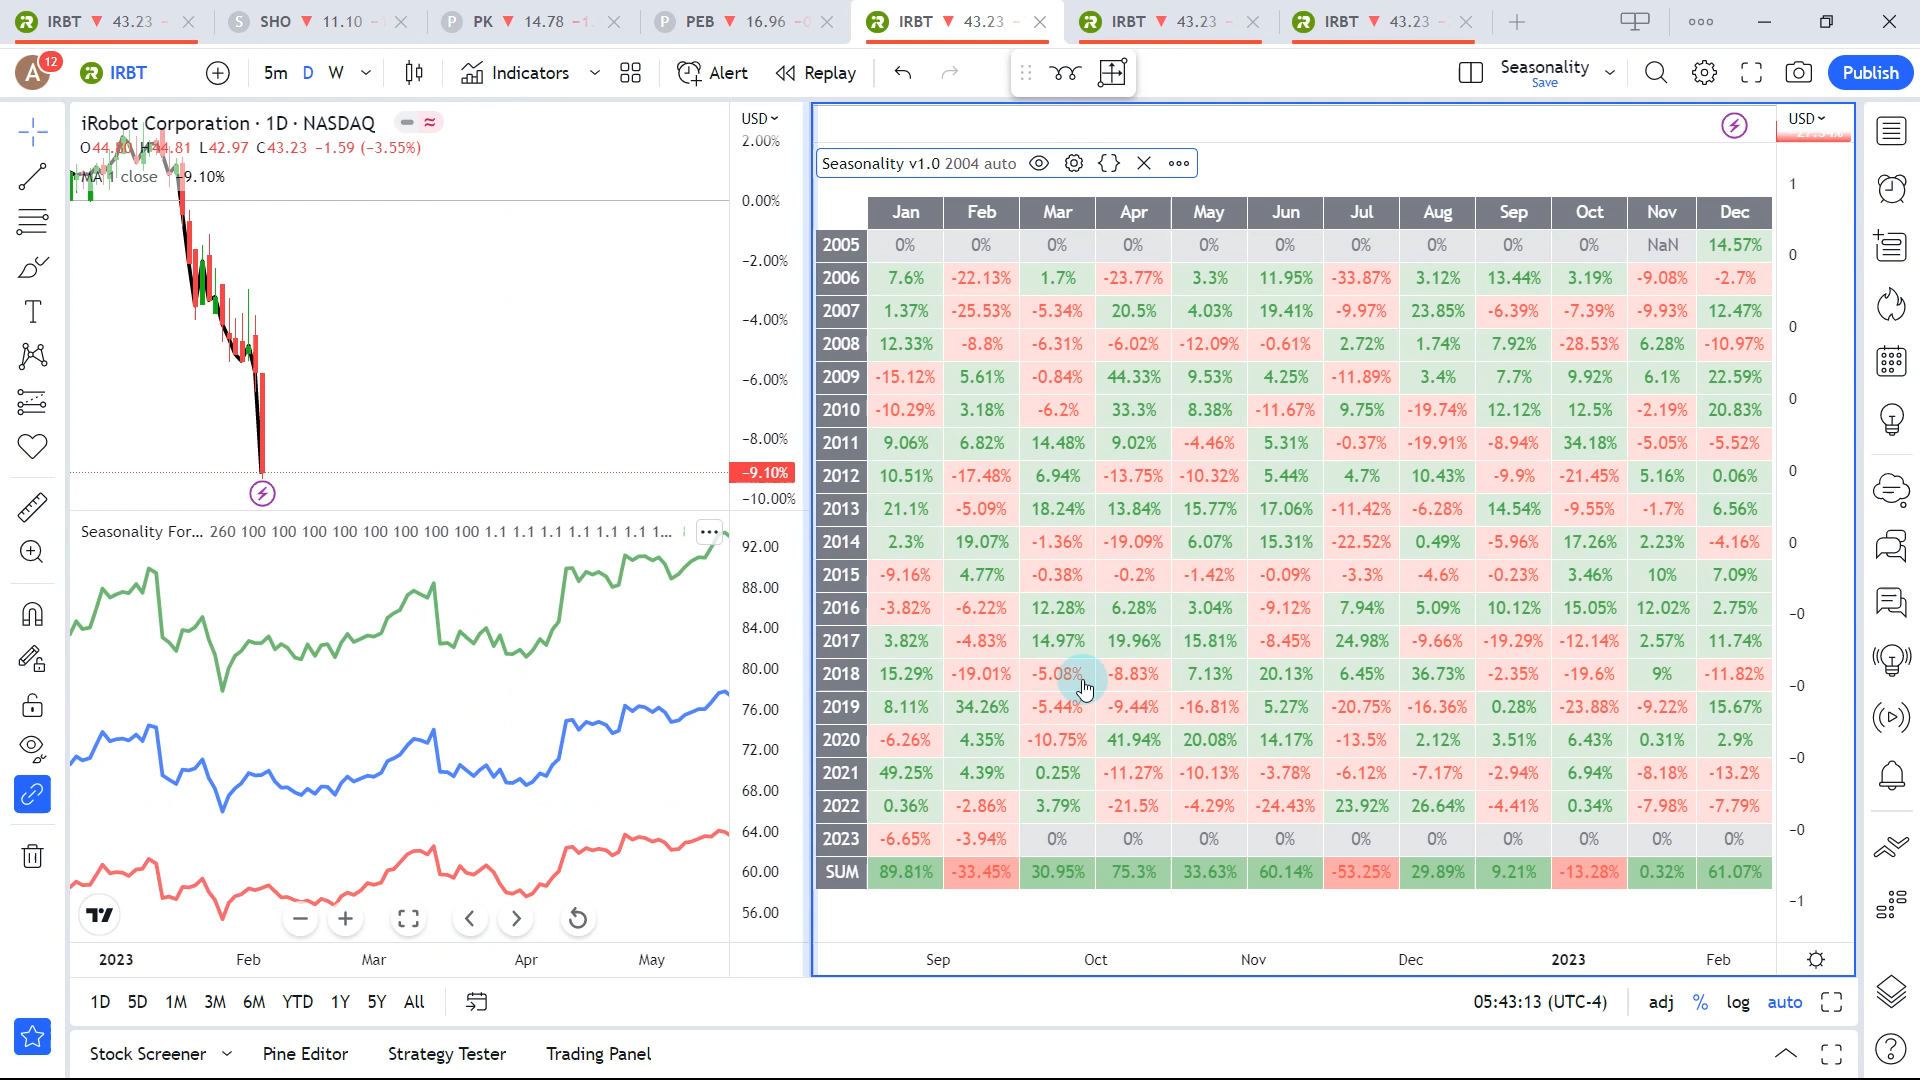 IRBT ▼ 43.23 -
S SHO ▼ 11.10 -
P PK ▼ 14.78 -1.
P PEB ▼ 16.96 -0
IRBT ▼ 43.23 -
IRBT ▼ 43.23 -
IRBT ▼ 43.23 -
A 12 IRBT 5m D W Indicators Alert Replay Seasonality Save Publish
iRobot Corporation · 1D · NASDAQ
O44.80 H44.81 L42.97 C43.23 −1.59 (−3.55%)
MA 1 close −9.10%
USD
2.00%
0.00%
−2.00%
−4.00%
−6.00%
−8.00%
−9.10%
−10.00%
Seasonality For... 260 100 100 100 100 100 100 100 100 1.1 1.1 1.1 1.1 1.1 1...
92.00
88.00
84.00
80.00
76.00
72.00
68.00
64.00
60.00
56.00
2023 Feb Mar Apr May
Seasonality v1.0 2004 auto
USD
Jan Feb Mar Apr May Jun Jul Aug Sep Oct Nov Dec
2005 0% 0% 0% 0% 0% 0% 0% 0% 0% 0% NaN 14.57%
2006 7.6% -22.13% 1.7% -23.77% 3.3% 11.95% -33.87% 3.12% 13.44% 3.19% -9.08% -2.7%
2007 1.37% -25.53% -5.34% 20.5% 4.03% 19.41% -9.97% 23.85% -6.39% -7.39% -9.93% 12.47%
2008 12.33% -8.8% -6.31% -6.02% -12.09% -0.61% 2.72% 1.74% 7.92% -28.53% 6.28% -10.97%
2009 -15.12% 5.61% -0.84% 44.33% 9.53% 4.25% -11.89% 3.4% 7.7% 9.92% 6.1% 22.59%
2010 -10.29% 3.18% -6.2% 33.3% 8.38% -11.67% 9.75% -19.74% 12.12% 12.5% -2.19% 20.83%
2011 9.06% 6.82% 14.48% 9.02% -4.46% 5.31% -0.37% -19.91% -8.94% 34.18% -5.05% -5.52%
2012 10.51% -17.48% 6.94% -13.75% -10.32% 5.44% 4.7% 10.43% -9.9% -21.45% 5.16% 0.06%
2013 21.1% -5.09% 18.24% 13.84% 15.77% 17.06% -11.42% -6.28% 14.54% -9.55% -1.7% 6.56%
2014 2.3% 19.07% -1.36% -19.09% 6.07% 15.31% -22.52% 0.49% -5.96% 17.26% 2.23% -4.16%
2015 -9.16% 4.77% -0.38% -0.2% -1.42% -0.09% -3.3% -4.6% -0.23% 3.46% 10% 7.09%
2016 -3.82% -6.22% 12.28% 6.28% 3.04% -9.12% 7.94% 5.09% 10.12% 15.05% 12.02% 2.75%
2017 3.82% -4.83% 14.97% 19.96% 15.81% -8.45% 24.98% -9.66% -19.29% -12.14% 2.57% 11.74%
2018 15.29% -19.01% -5.08% -8.83% 7.13% 20.13% 6.45% 36.73% -2.35% -19.6% 9% -11.82%
2019 8.11% 34.26% -5.44% -9.44% -16.81% 5.27% -20.75% -16.36% 0.28% -23.88% -9.22% 15.67%
2020 -6.26% 4.35% -10.75% 41.94% 20.08% 14.17% -13.5% 2.12% 3.51% 6.43% 0.31% 2.9%
2021 49.25% 4.39% 0.25% -11.27% -10.13% -3.78% -6.12% -7.17% -2.94% 6.94% -8.18% -13.2%
2022 0.36% -2.86% 3.79% -21.5% -4.29% -24.43% 23.92% 26.64% -4.41% 0.34% -7.98% -7.79%
2023 -6.65% -3.94% 0% 0% 0% 0% 0% 0% 0% 0% 0% 0%
SUM 89.81% -33.45% 30.95% 75.3% 33.63% 60.14% -53.25% 29.89% 9.21% -13.28% 0.32% 61.07%
1
0
0
0
0
0
−0
−0
−0
−0
−1
Sep Oct Nov Dec 2023 Feb
1D 5D 1M 3M 6M YTD 1Y 5Y All
05:43:13 (UTC-4) adj % log auto
Stock Screener Pine Editor Strategy Tester Trading Panel